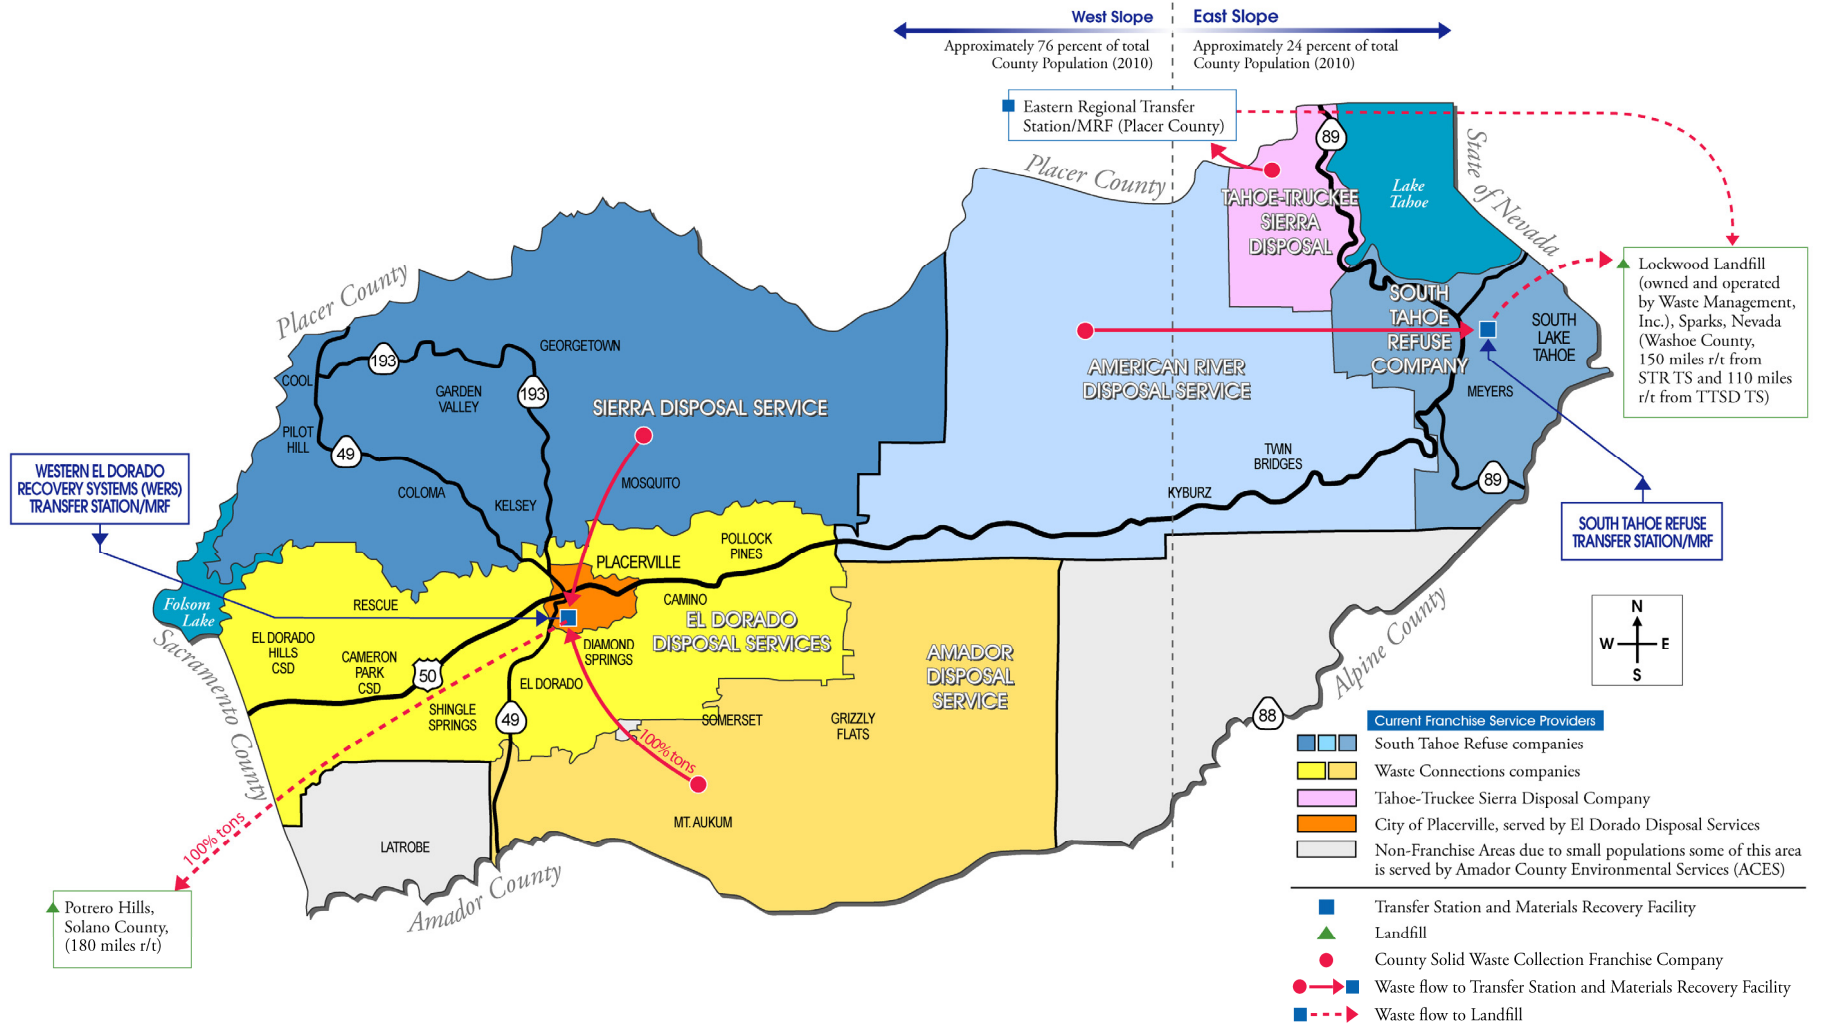 West Slope
East Slope
Approximately 76 percent of total
County Population (2010)
Approximately 24 percent of total
County Population (2010)
Eastern Regional Transfer
Station/MRF (Placer County)
89
Placer County
State of Nevada
Lake
Tahoe
TAHOE-TRUCKEE
SIERRA
DISPOSAL
Placer County
Lockwood Landfill
(owned and operated
by Waste Management,
Inc.), Sparks, Nevada
(Washoe County,
150 miles r/t from
STR TS and 110 miles
r/t from TTSD TS)
SOUTH
TAHOE
REFUSE
COMPANY
SOUTH
LAKE
TAHOE
MEYERS
193
GEORGETOWN
COOL
GARDEN
VALLEY
193
SIERRA DISPOSAL SERVICE
AMERICAN RIVER
DISPOSAL SERVICE
PILOT
HILL
49
TWIN
BRIDGES
COLOMA
KELSEY
MOSQUITO
KYBURZ
89
WESTERN EL DORADO
RECOVERY SYSTEMS (WERS)
TRANSFER STATION/MRF
SOUTH TAHOE REFUSE
TRANSFER STATION/MRF
POLLOCK
PINES
PLACERVILLE
CAMINO
RESCUE
Folsom
Lake
EL DORADO
DISPOSAL SERVICES
EL DORADO
HILLS
CSD
CAMERON
PARK
CSD
50
DIAMOND
SPRINGS
EL DORADO
AMADOR
DISPOSAL
SERVICE
Sacramento County
SHINGLE
SPRINGS
49
SOMERSET
GRIZZLY
FLATS
100% tons
MT. AUKUM
LATROBE
100% tons
Amador County
Alpine County
88
Potrero Hills,
Solano County,
(180 miles r/t)
N
W E
S
Current Franchise Service Providers
South Tahoe Refuse companies
Waste Connections companies
Tahoe-Truckee Sierra Disposal Company
City of Placerville, served by El Dorado Disposal Services
Non-Franchise Areas due to small populations some of this area
is served by Amador County Environmental Services (ACES)
Transfer Station and Materials Recovery Facility
Landfill
County Solid Waste Collection Franchise Company
Waste flow to Transfer Station and Materials Recovery Facility
Waste flow to Landfill